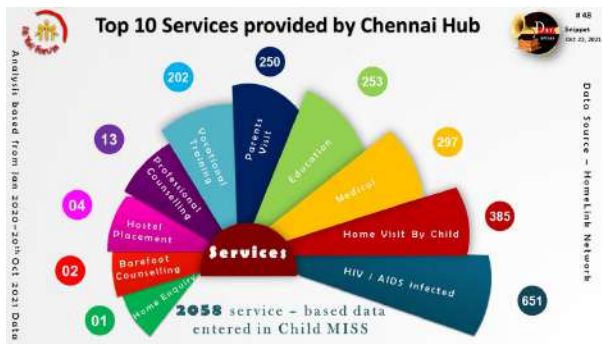 Top 10 Services provided by Chennai Hub
# 48
Snippet
Oct 22, 2021
Analysis based from Jan 2020-20th Oct 2021 Data
Data Source – HomeLink Network
01
Home Enquiry
02
Barefoot
Counselling
04
Hostel
Placement
13
Professional
Counselling
202
Vocational
Training
250
Parents
Visit
253
Education
297
Medical
385
Home Visit By Child
651
HIV / AIDS Infected
Services
2058 service – based data
entered in Child MISS